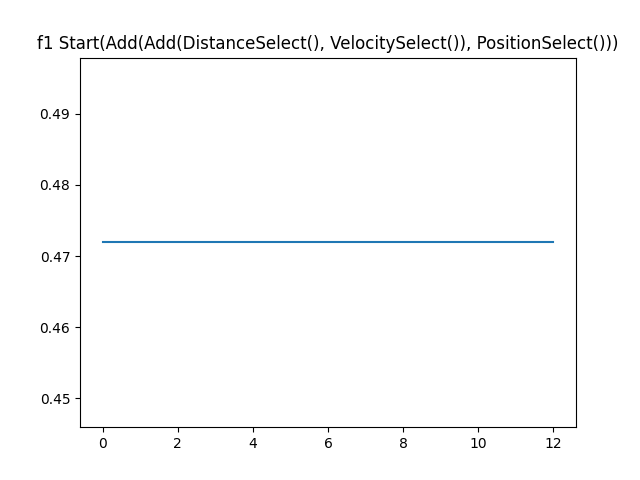 f1 Start(Add(Add(DistanceSelect(), VelocitySelect()), PositionSelect()))
0.49
0.48
0.47
0.46
0.45
0 2 4 6 8 10 12